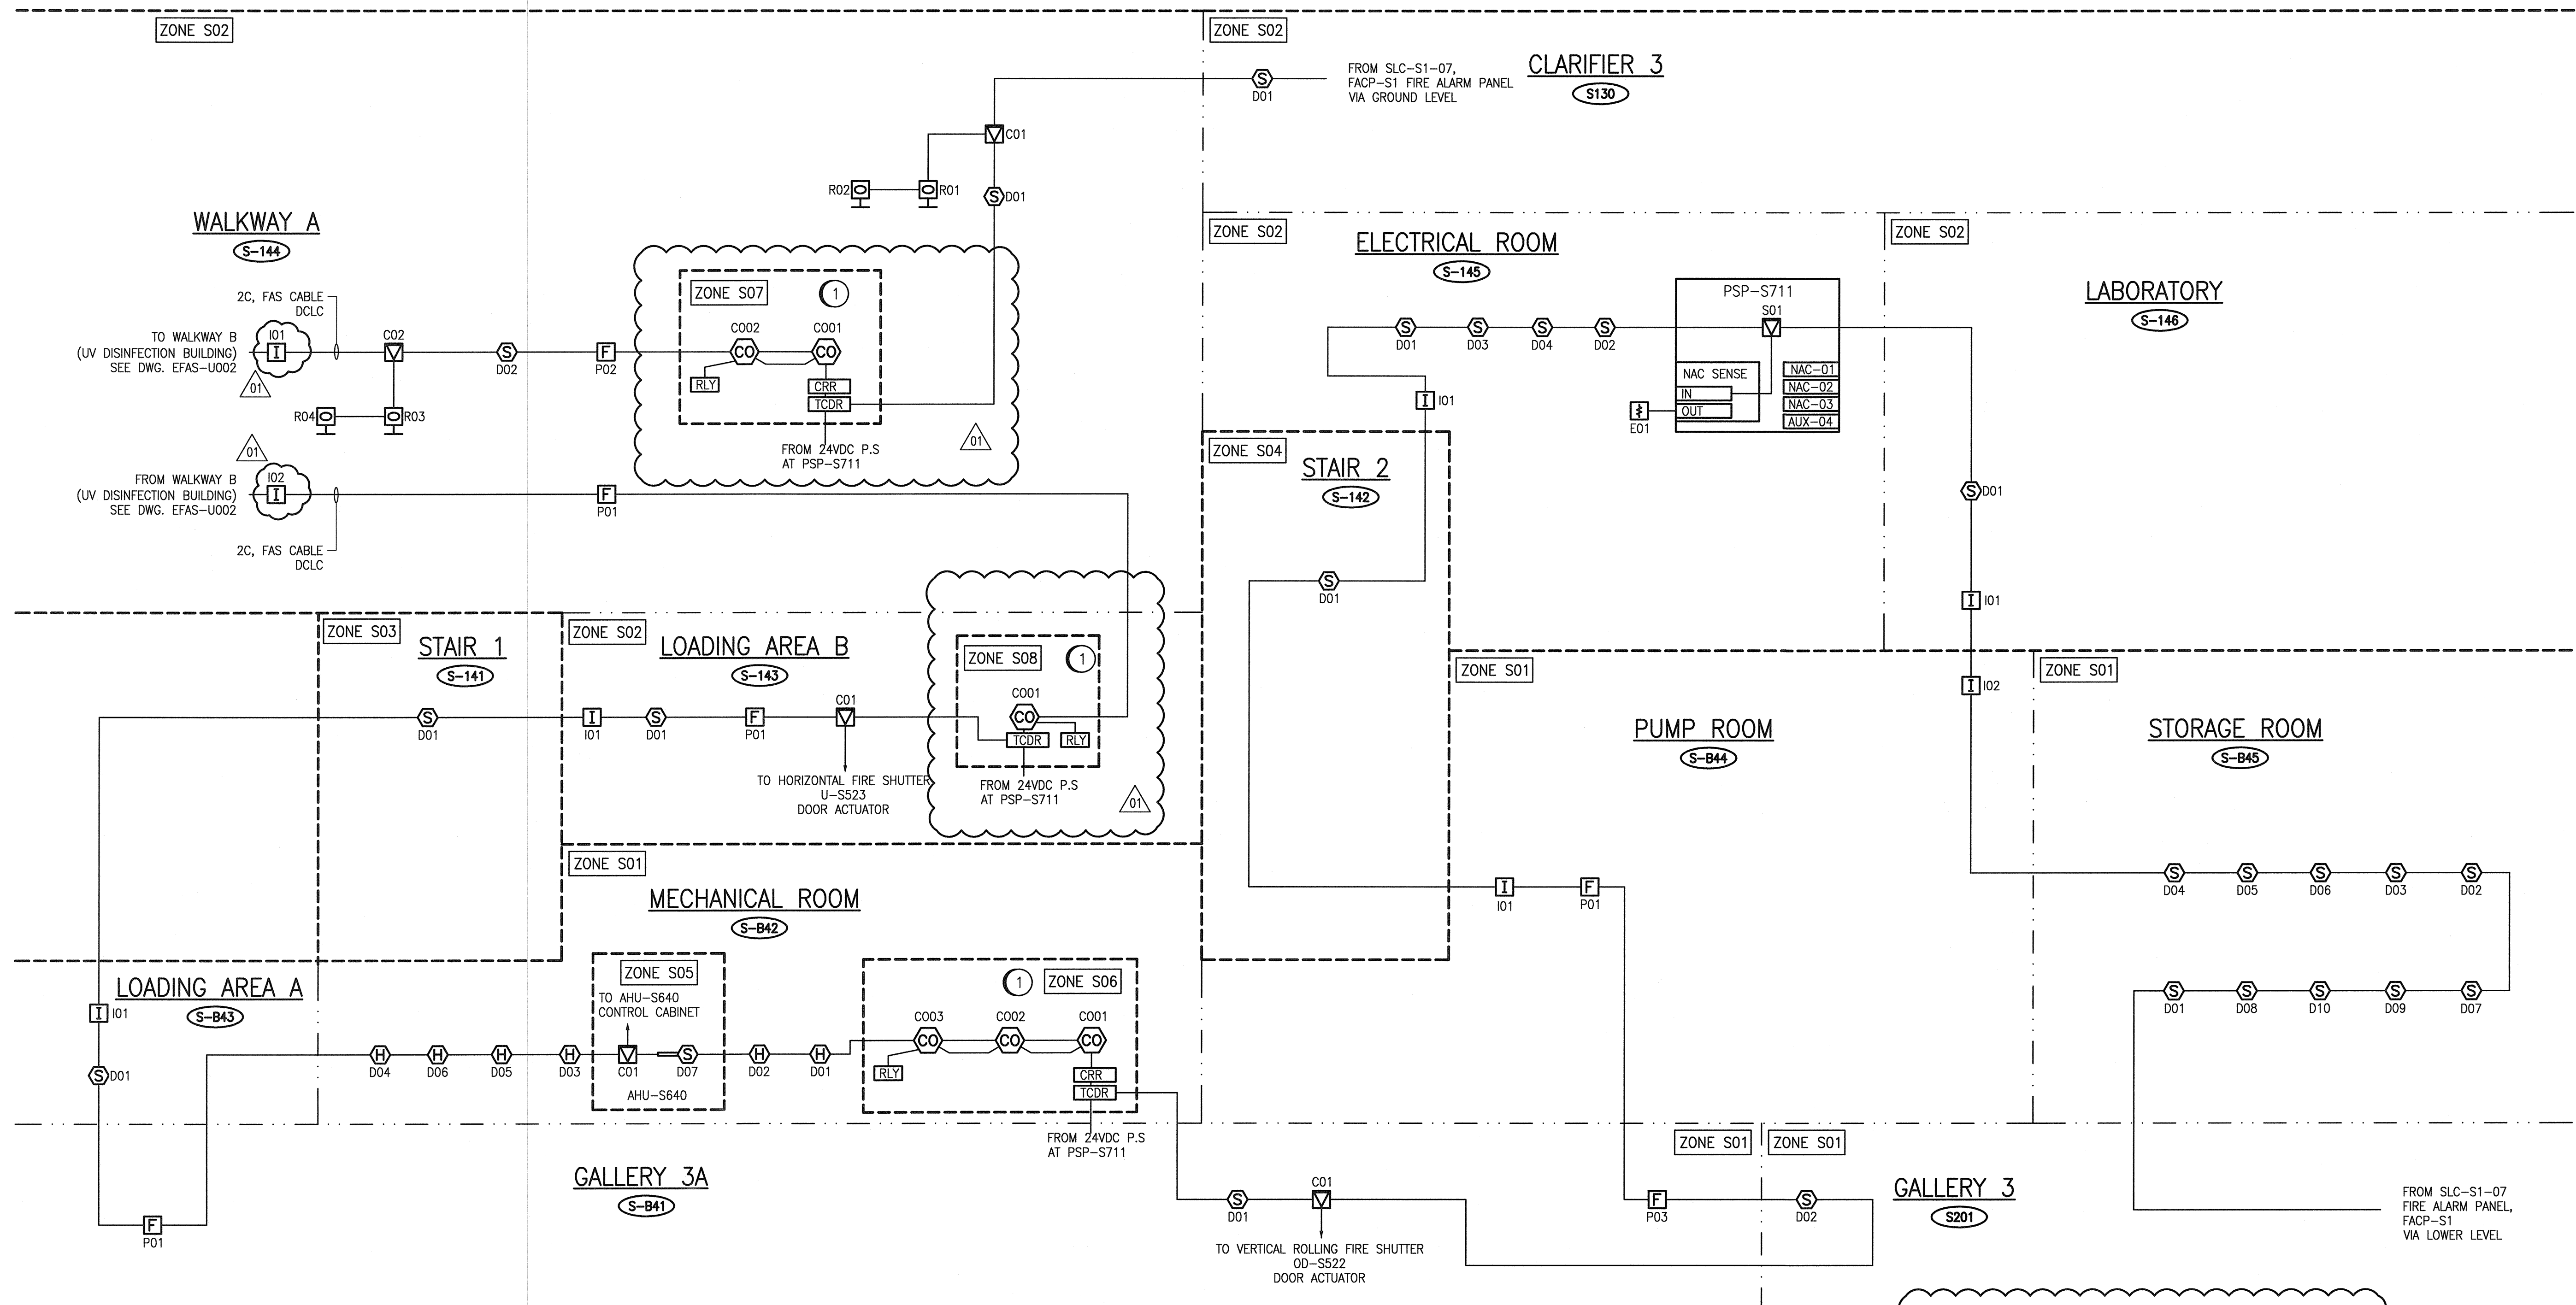 ZONE S02
ZONE S02
CLARIFIER 3
S130
FROM SLC-S1-07,
FACP-S1 FIRE ALARM PANEL
VIA GROUND LEVEL
S
D01
C01
R02
R01
S
D01
WALKWAY A
S-144
2C, FAS CABLE
DCLC
TO WALKWAY B
(UV DISINFECTION BUILDING)
SEE DWG. EFAS-U002
I01
I
01
C02
S
D02
F
P02
R04
R03
ZONE S07
1
CO02
CO01
CO
CO
RLY
CRR
TCDR
FROM 24VDC P.S
AT PSP-S711
01
01
FROM WALKWAY B
(UV DISINFECTION BUILDING)
SEE DWG. EFAS-U002
I02
I
F
P01
2C, FAS CABLE
DCLC
ZONE S02
ELECTRICAL ROOM
S-145
S
D01
S
D03
S
D04
S
D02
I
I01
PSP-S711
S01
NAC SENSE
IN
OUT
NAC-01
NAC-02
NAC-03
AUX-04
E01
ZONE S02
LABORATORY
S-146
S
D01
I
I01
ZONE S04
STAIR 2
S-142
S
D01
ZONE S03
STAIR 1
S-141
S
D01
ZONE S02
LOADING AREA B
S-143
I
I01
S
D01
F
P01
C01
TO HORIZONTAL FIRE SHUTTER
U-S523
DOOR ACTUATOR
ZONE S08
1
CO01
CO
TCDR
RLY
FROM 24VDC P.S
AT PSP-S711
01
ZONE S01
PUMP ROOM
S-B44
I
I02
I
I01
F
P01
ZONE S01
STORAGE ROOM
S-B45
S
D04
S
D05
S
D06
S
D03
S
D02
S
D01
S
D08
S
D10
S
D09
S
D07
ZONE S01
MECHANICAL ROOM
S-B42
LOADING AREA A
S-B43
I
I01
S
D01
F
P01
H
D04
H
D06
H
D05
H
D03
ZONE S05
TO AHU-S640
CONTROL CABINET
C01
S
D07
AHU-S640
H
D02
H
D01
1
ZONE S06
CO03
CO02
CO01
CO
CO
CO
RLY
CRR
TCDR
FROM 24VDC P.S
AT PSP-S711
GALLERY 3A
S-B41
S
D01
C01
TO VERTICAL ROLLING FIRE SHUTTER
OD-S522
DOOR ACTUATOR
ZONE S01
ZONE S01
F
P03
S
D02
GALLERY 3
S201
FROM SLC-S1-07
FIRE ALARM PANEL,
FACP-S1
VIA LOWER LEVEL